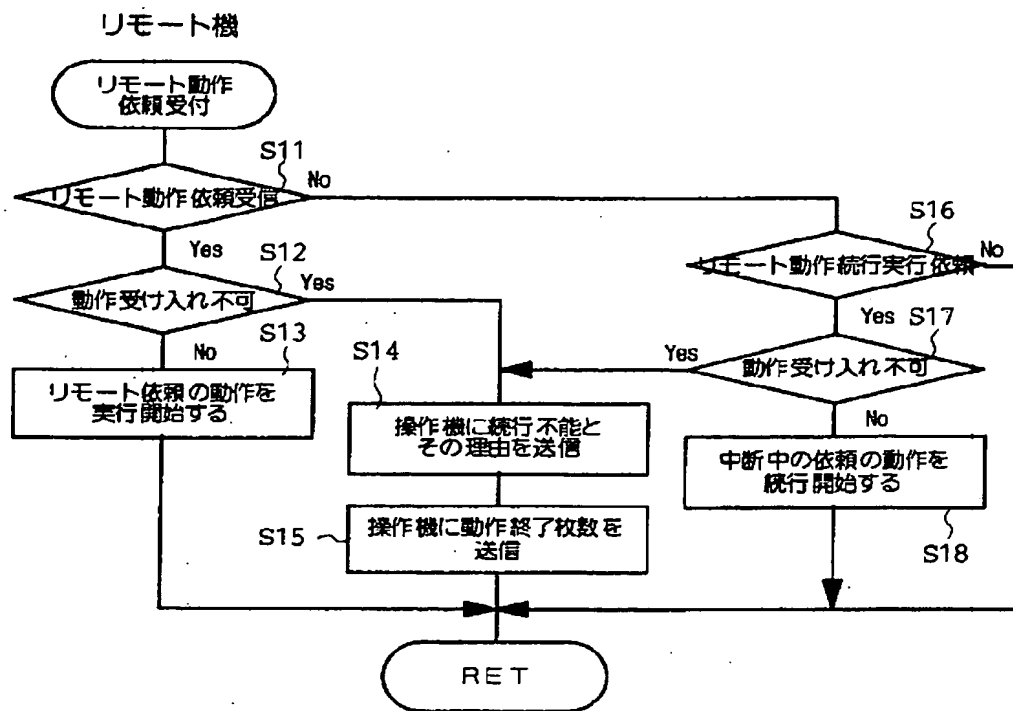 リモート機
リモート動作
依頼受付
S11
リモート動作依頼受信
No
Yes
S12
動作受け入れ不可
Yes
No
S13
リモート依頼の動作を
実行開始する
S14
操作機に続行不能と
その理由を送信
S15
操作機に動作終了枚数を
送信
S16
リモート動作続行実行依頼
No
Yes
S17
動作受け入れ不可
Yes
No
中断中の依頼の動作を
続行開始する
S18
RET